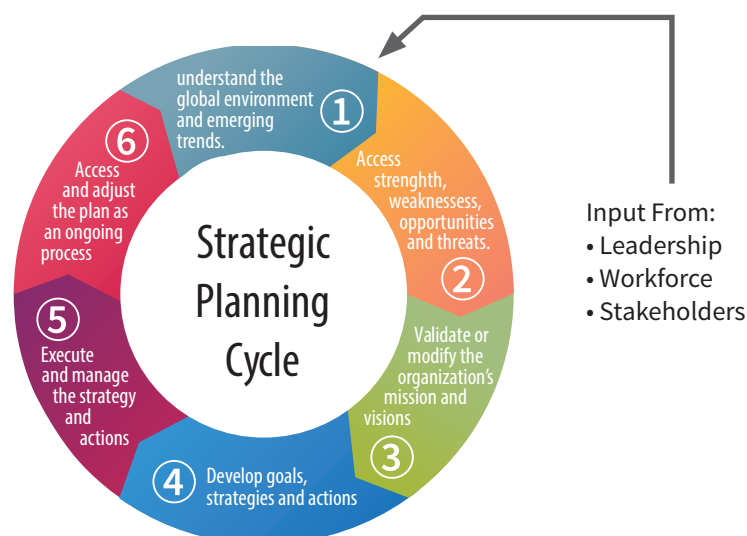 Strategic
Planning
Cycle
understand the
global environment
and emerging
trends.
1
Access
strenghth,
weaknessess,
opportunities
and threats.
2
Validate or
modify the
organization's
mission and
visions
3
4
Develop goals,
strategies and actions
5
Execute
and manage
the strategy
and
actions
6
Access
and adjust
the plan as
an ongoing
process
Input From:
• Leadership
• Workforce
• Stakeholders